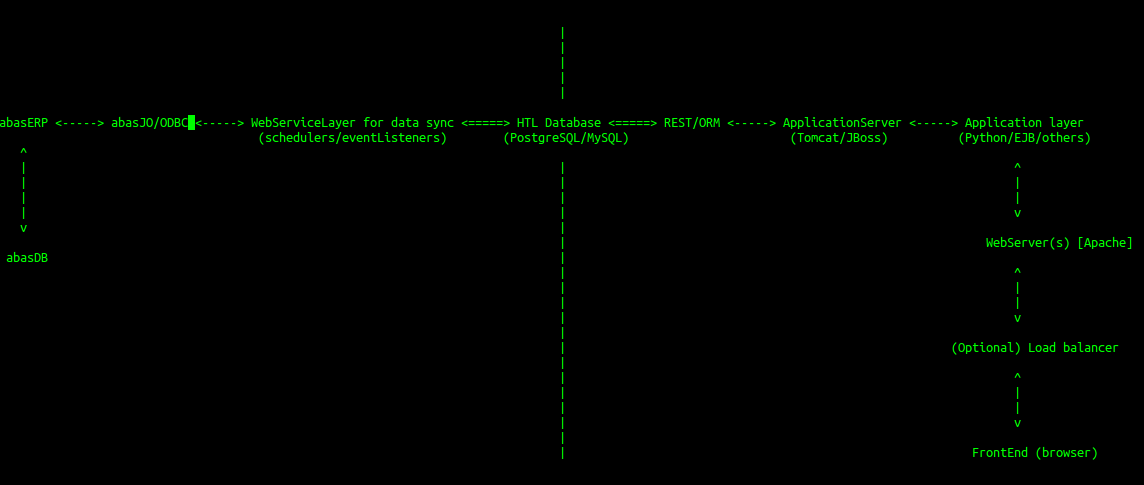 |
|
|
|
|
abasERP <-----> abasJO/ODBC <-----> WebServiceLayer for data sync <=====> HTL Database <=====> REST/ORM <-----> ApplicationServer <-----> Application layer
(schedulers/eventListeners) (PostgreSQL/MySQL) (Tomcat/JBoss) (Python/EJB/others)
^
| | ^
| | |
| | |
| | v
v |
| WebServer(s) [Apache]
abasDB |
| ^
| |
| |
| v
|
| (Optional) Load balancer
|
| ^
| |
| |
| v
|
| FrontEnd (browser)